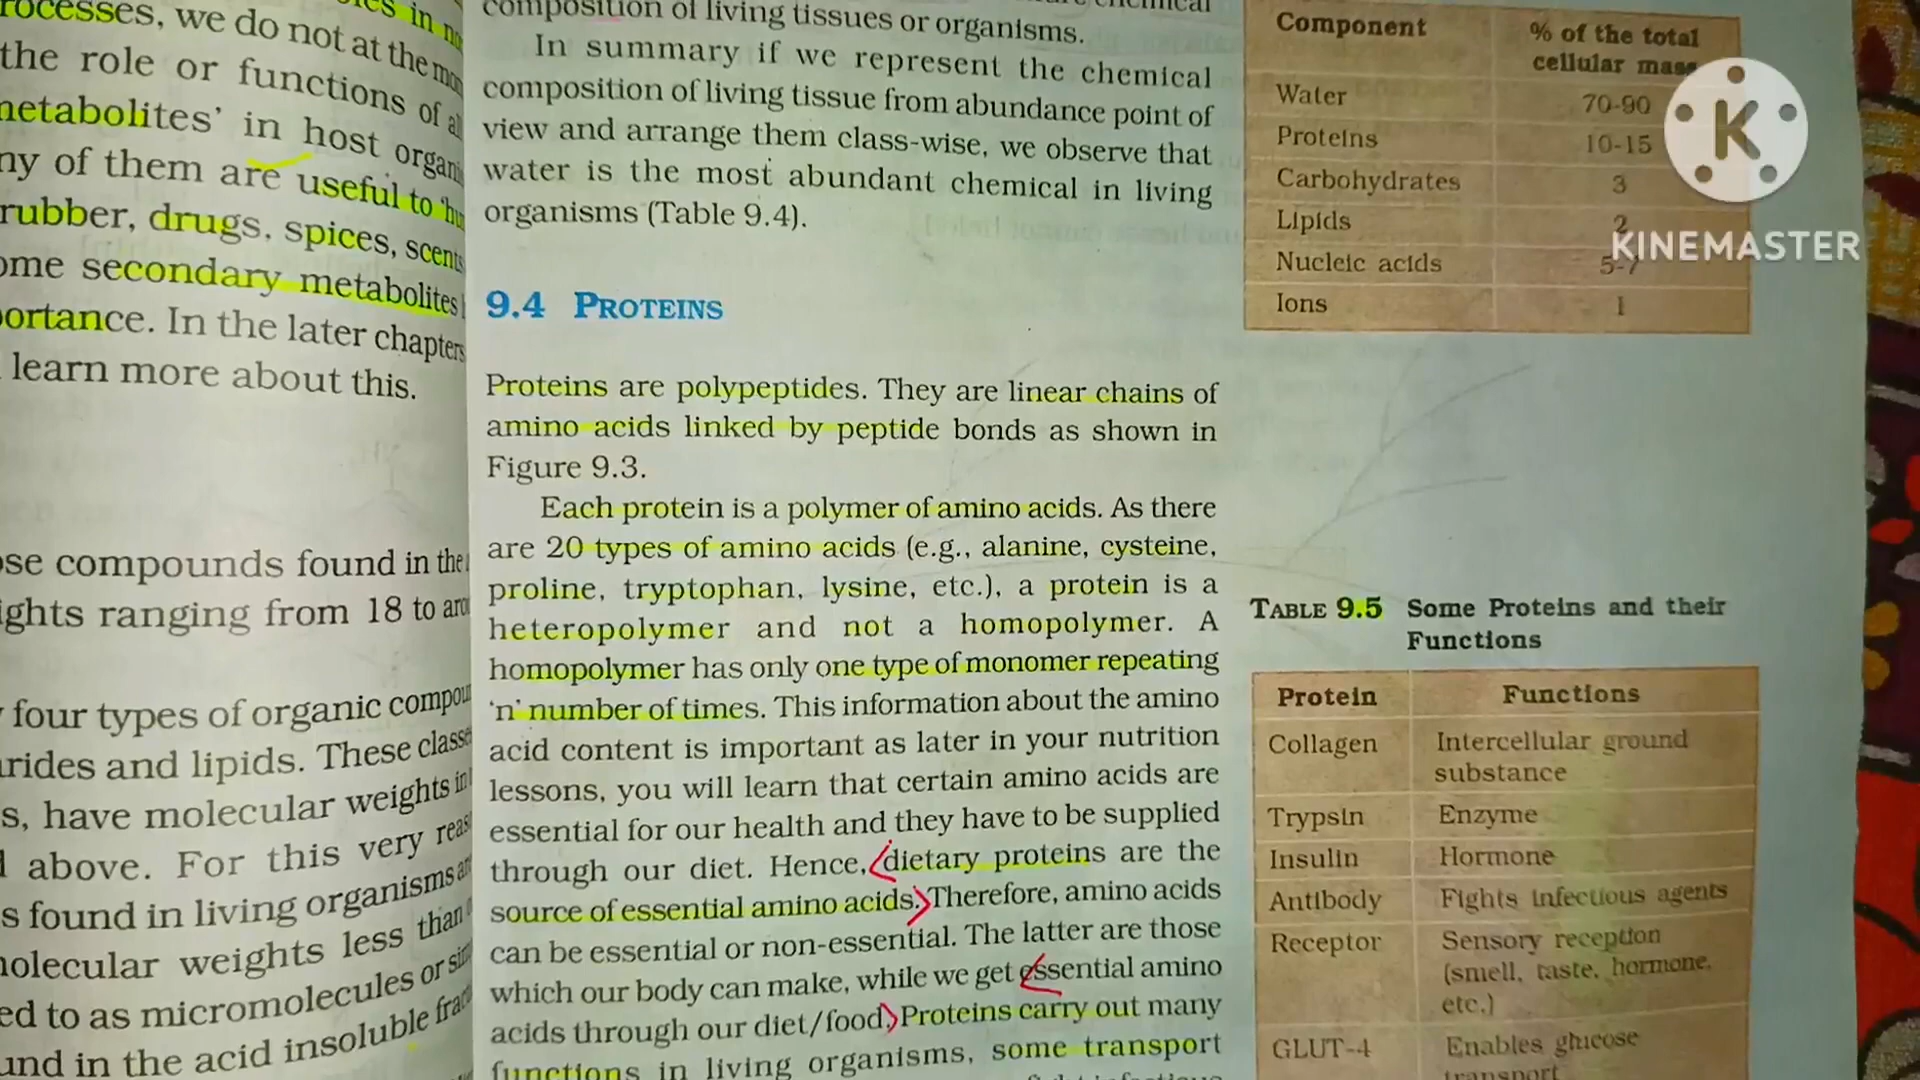 rocesses, we do not at the
the role or functions of
metabolites' in host
ny of them are useful to
rubber, drugs, spices, scents
ome secondary metabolites
portance. In the later chapters
learn more about this.
ose compounds found in the
ights ranging from 18 to
four types of organic
arides and lipids. These
s, have molecular weights in
d above. For this very
s found in living organisms
molecular weights less than
ed to as micromolecules or
und in the acid insoluble
composition of living tissues or organisms.
In summary if we represent the chemical
composition of living tissue from abundance point of
view and arrange them class-wise, we observe that
water is the most abundant chemical in living
organisms (Table 9.4).
9.4 PROTEINS
Proteins are polypeptides. They are linear chains of
amino acids linked by peptide bonds as shown in
Figure 9.3.
Each protein is a polymer of amino acids. As there
are 20 types of amino acids (e.g., alanine, cysteine,
proline, tryptophan, lysine, etc.), a protein is a
heteropolymer and not a homopolymer. A
homopolymer has only one type of monomer repeating
'n' number of times. This information about the amino
acid content is important as later in your nutrition
lessons, you will learn that certain amino acids are
essential for our health and they have to be supplied
through our diet. Hence, dietary proteins are the
source of essential amino acids. Therefore, amino acids
can be essential or non-essential. The latter are those
which our body can make, while we get essential amino
acids through our diet/food. Proteins carry out many
functions in living organisms, some transport
Component % of the total
cellular mass
Water 70-90
Proteins 10-15
Carbohydrates 3
Lipids 2
Nucleic acids 5-7
Ions 1
K
KINEMASTER
TABLE 9.5 Some Proteins and their
Functions
Protein Functions
Collagen Intercellular ground
substance
Trypsin Enzyme
Insulin Hormone
Antibody Fights infectious agents
Receptor Sensory reception
(smell, taste, hormone,
etc.)
GLUT-4 Enables glucose
transport